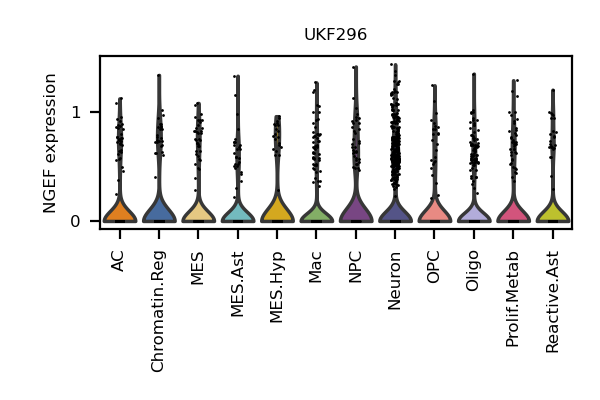 UKF296
NGEF expression
1
0
AC
Chromatin.Reg
MES
MES.Ast
MES.Hyp
Mac
NPC
Neuron
OPC
Oligo
Prolif.Metab
Reactive.Ast